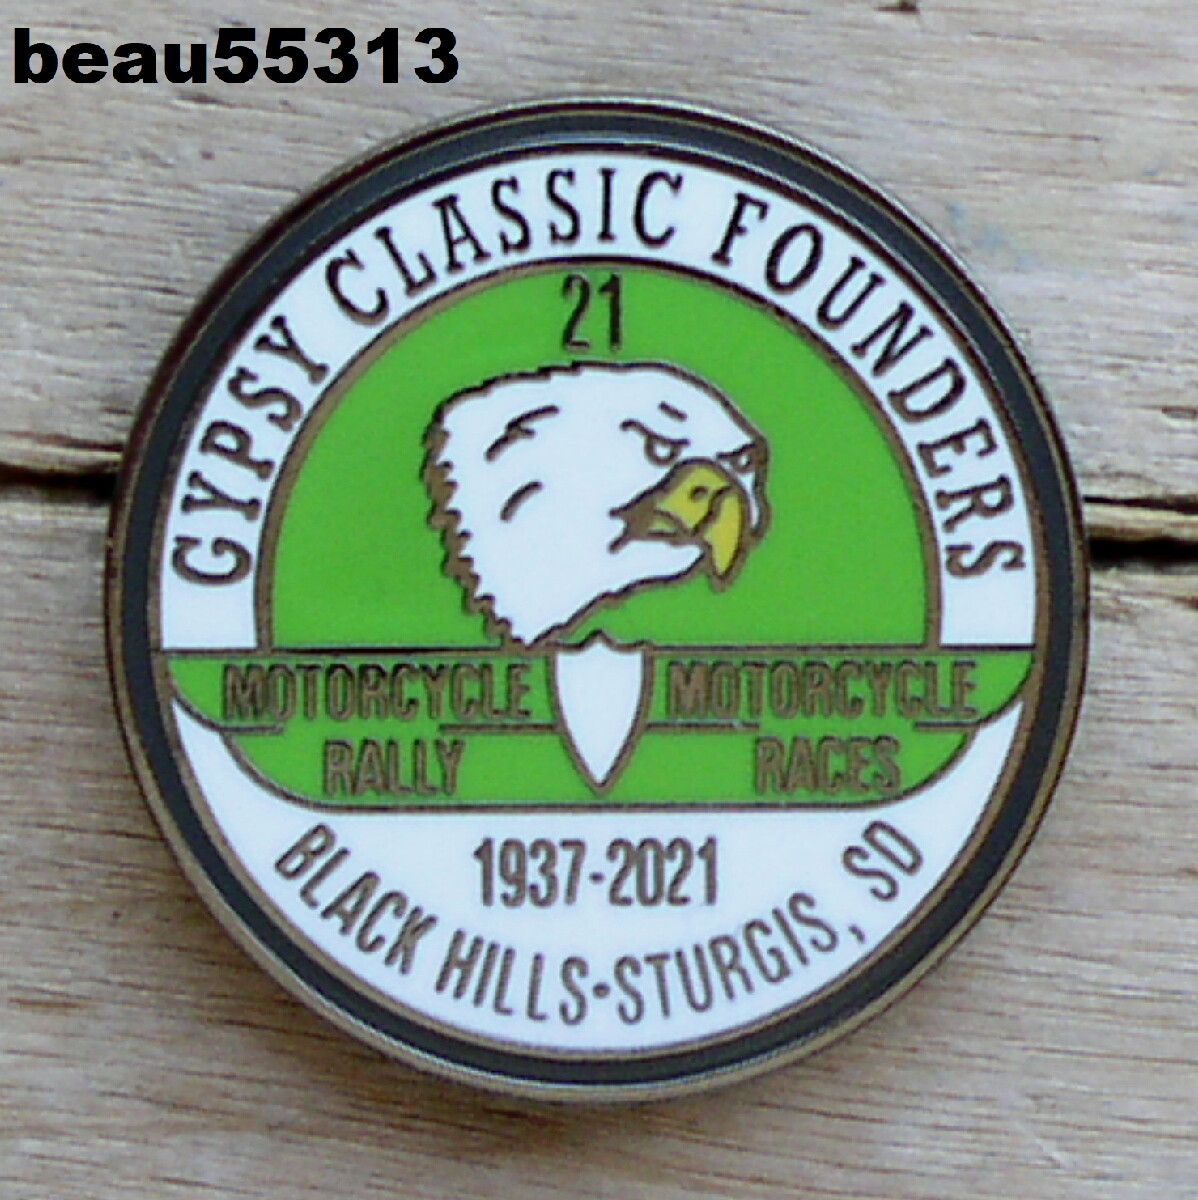 beau55313
GYPSY CLASSIC FOUNDERS
21
MOTORCYCLE RALLY
MOTORCYCLE RACES
1937-2021
BLACK HILLS•STURGIS, SD